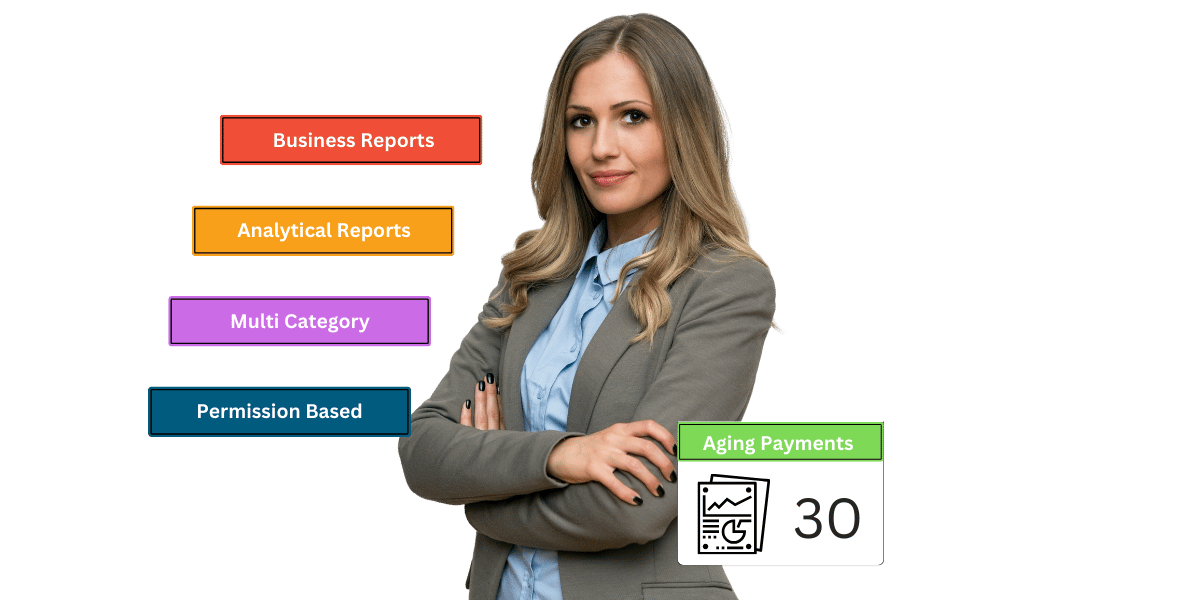 Business Reports
Analytical Reports
Multi Category
Permission Based
Aging Payments
30